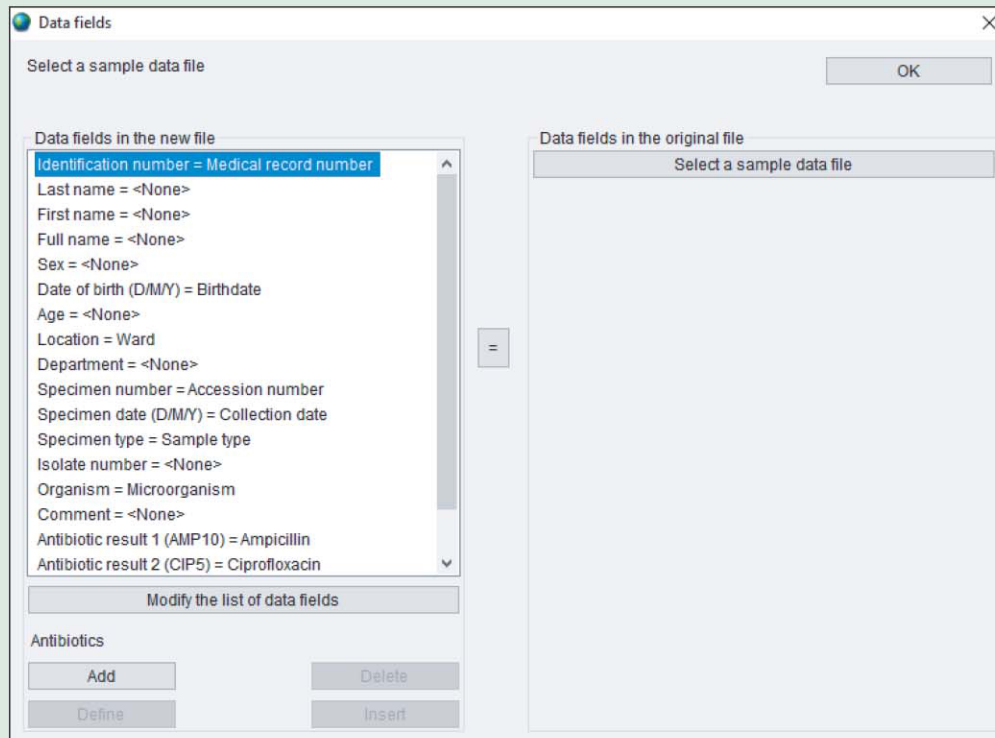 Data fields
Select a sample data file
OK
Data fields in the new file
Identification number = Medical record number
Last name = <None>
First name = <None>
Full name = <None>
Sex = <None>
Date of birth (D/M/Y) = Birthdate
Age = <None>
Location = Ward
Department = <None>
Specimen number = Accession number
Specimen date (D/M/Y) = Collection date
Specimen type = Sample type
Isolate number = <None>
Organism = Microorganism
Comment = <None>
Antibiotic result 1 (AMP10) = Ampicillin
Antibiotic result 2 (CIP5) = Ciprofloxacin
Modify the list of data fields
Antibiotics
Add
Delete
Define
Insert
=
Data fields in the original file
Select a sample data file